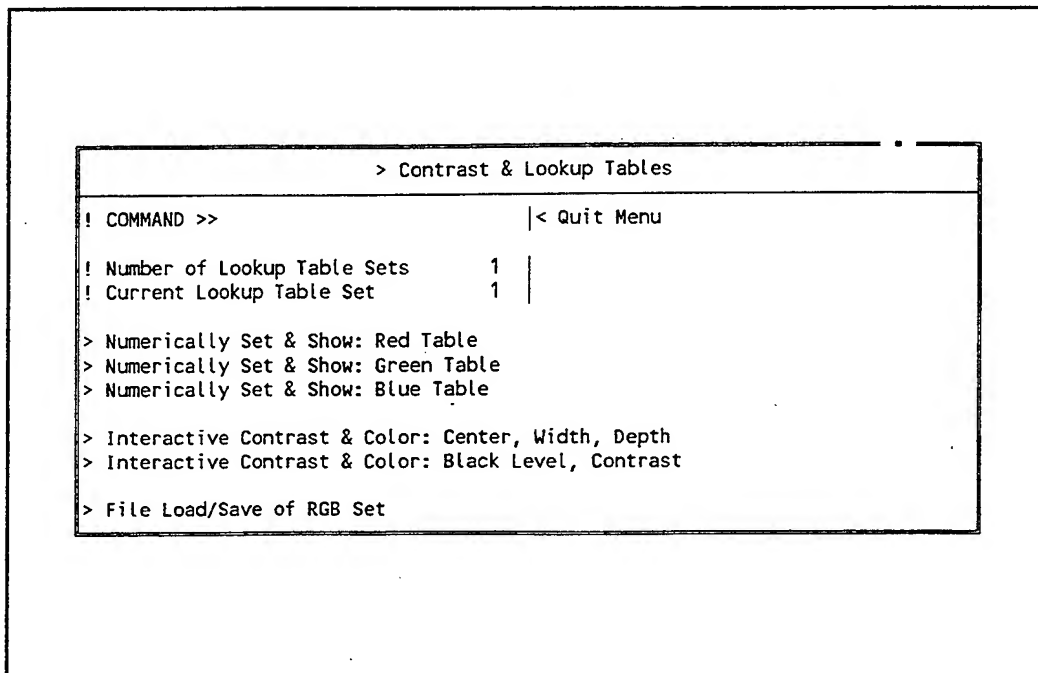 > Contrast & Lookup Tables
! COMMAND >> |< Quit Menu
! Number of Lookup Table Sets 1 |
! Current Lookup Table Set 1 |
> Numerically Set & Show: Red Table
> Numerically Set & Show: Green Table
> Numerically Set & Show: Blue Table
> Interactive Contrast & Color: Center, Width, Depth
> Interactive Contrast & Color: Black Level, Contrast
> File Load/Save of RGB Set